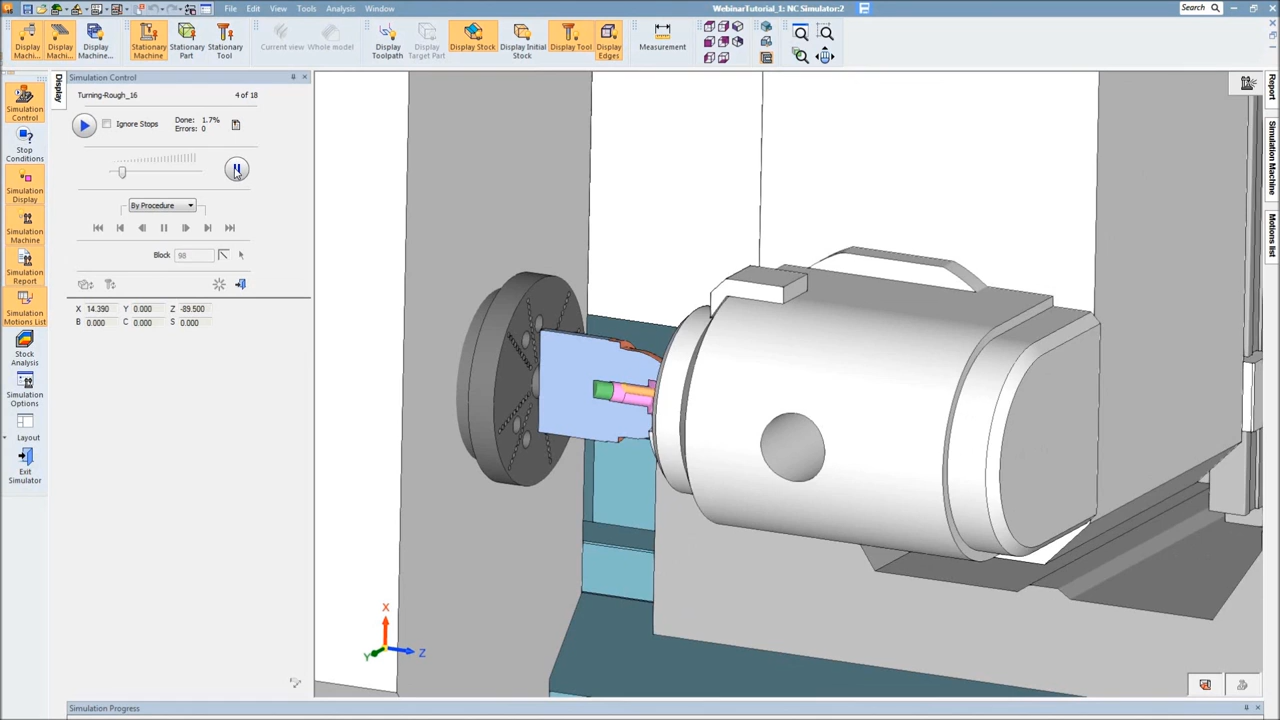 File Edit View Tools Analysis Window
WebinarTutorial_1: NC Simulator:2
Search
Display Machi...
Display Ma...
Display Machine...
Stationary Machine
Stationary Part
Stationary Tool
Current view
Whole model
Display Toolpath
Display Target Part
Display Stock
Display Initial Stock
Display Tool
Display Edges
Measurement
Simulation Control
Stop Conditions
Simulation Display
Simulation Machine
Simulation Report
Simulation Motions List
Stock Analysis
Simulation Options
Layout
Exit Simulator
Display
Simulation Control
Turning-Rough_16 4 of 18
Ignore Stops
Done: 1.7%
Errors: 0
By Procedure
Block 98
X 14.390 Y 0.000 Z -89.500
B 0.000 C 0.000 S 0.000
X
Y
Z
Report
Simulation Machine
Motions list
Simulation Progress